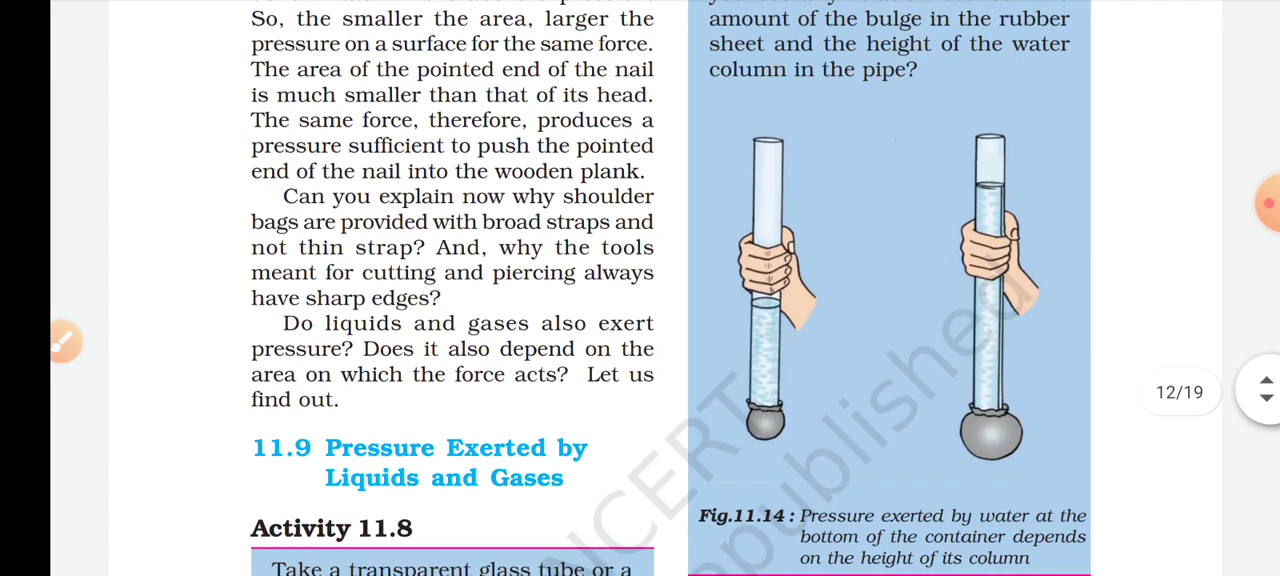 So, the smaller the area, larger the
pressure on a surface for the same force.
The area of the pointed end of the nail
is much smaller than that of its head.
The same force, therefore, produces a
pressure sufficient to push the pointed
end of the nail into the wooden plank.
Can you explain now why shoulder
bags are provided with broad straps and
not thin strap? And, why the tools
meant for cutting and piercing always
have sharp edges?
Do liquids and gases also exert
pressure? Does it also depend on the
area on which the force acts? Let us
find out.
11.9 Pressure Exerted by
Liquids and Gases
Activity 11.8
Take a transparent glass tube or a
amount of the bulge in the rubber
sheet and the height of the water
column in the pipe?
Fig.11.14 : Pressure exerted by water at the
bottom of the container depends
on the height of its column
NCERT
republished
12/19